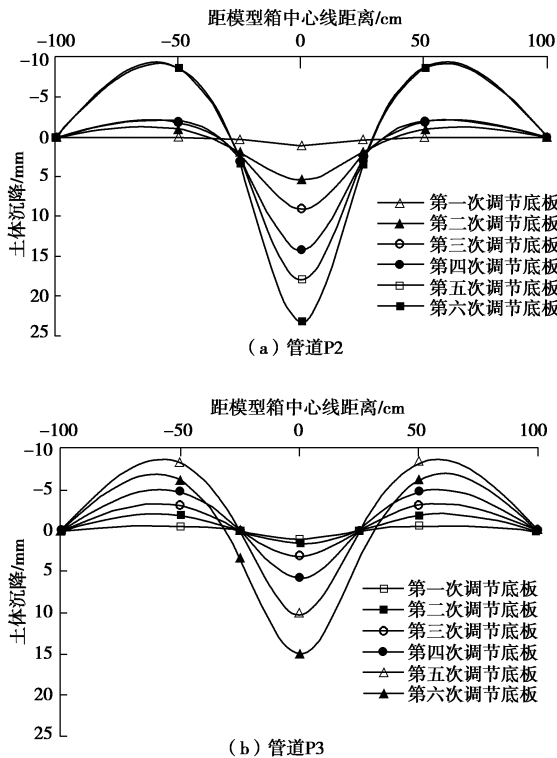 距模型箱中心线距离/cm
-100 -50 0 50 100
-10
-5
0
5
10
15
20
25
土体沉降/mm
第一次调节底板
第二次调节底板
第三次调节底板
第四次调节底板
第五次调节底板
第六次调节底板
(a)管道P2
距模型箱中心线距离/cm
-100 -50 0 50 100
-10
-5
0
5
10
15
20
25
土体沉降/mm
第一次调节底板
第二次调节底板
第三次调节底板
第四次调节底板
第五次调节底板
第六次调节底板
(b)管道P3